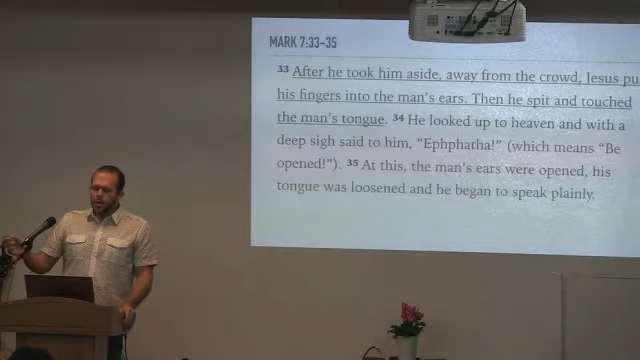 MARK 7:33–35
33 After he took him aside, away from the crowd, Jesus pu
his fingers into the man's ears. Then he spit and touched
the man's tongue. 34 He looked up to heaven and with a
deep sigh said to him, "Ephphatha!" (which means "Be
opened!"). 35 At this, the man's ears were opened, his
tongue was loosened and he began to speak plainly.